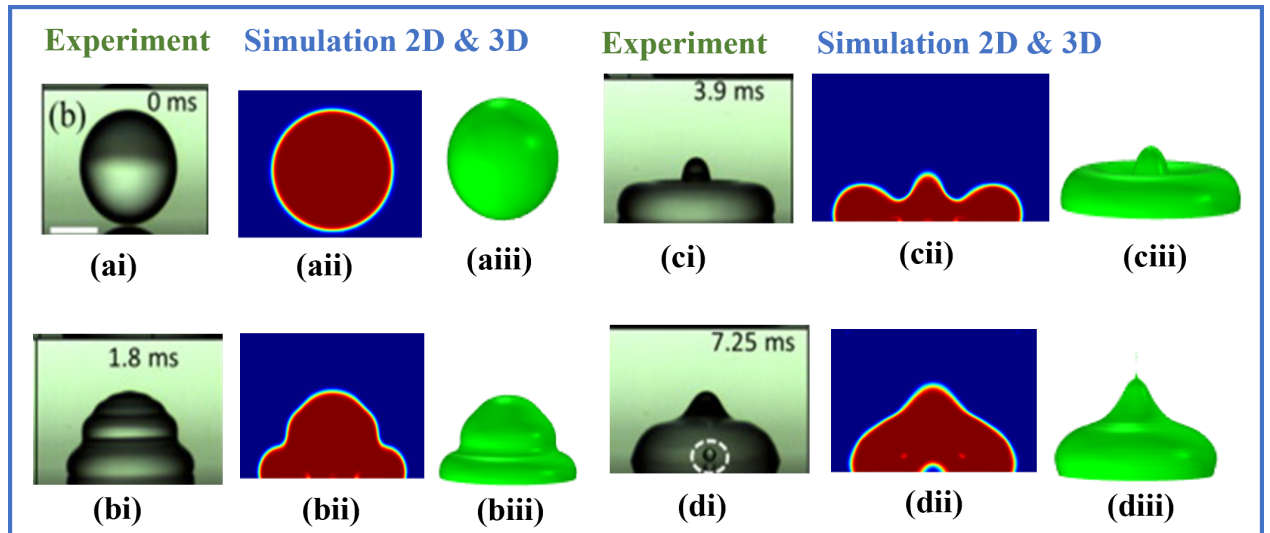 Experiment Simulation 2D & 3D
Experiment Simulation 2D & 3D
(b) 0 ms
3.9 ms
(ai) (aii) (aiii)
(ci) (cii) (ciii)
1.8 ms
7.25 ms
(bi) (bii) (biii)
(di) (dii) (diii)